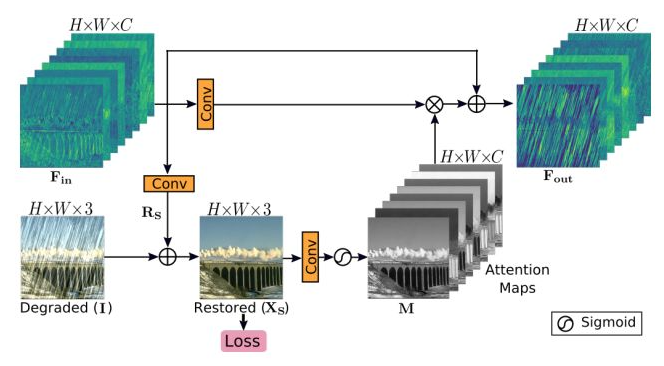 H×W×C
H×W×C
Conv
H×W×C
F_in
F_out
Conv
R_S
H×W×3
H×W×3
Conv
Attention
Maps
Degraded (I)
Restored (X_S)
M
Sigmoid
Loss